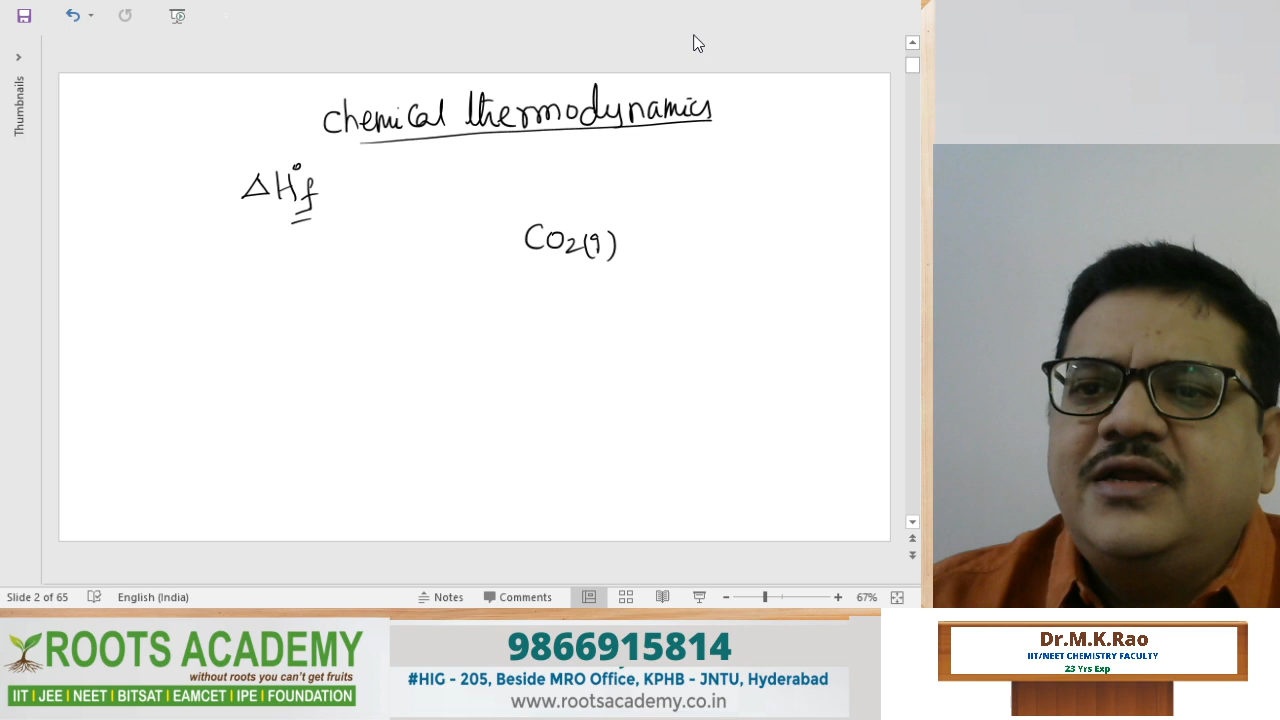 Thumbnails
chemical thermodynamics
ΔH°f
CO2(g)
Slide 2 of 65
English (India)
Notes
Comments
67%
ROOTS ACADEMY
without roots you can't get fruits
IIT I JEE I NEET I BITSAT I EAMCET I IPE I FOUNDATION
9866915814
#HIG - 205, Beside MRO Office, KPHB - JNTU, Hyderabad
www.rootsacademy.co.in
Dr.M.K.Rao
IIT/NEET CHEMISTRY FACULTY
23 Yrs Exp